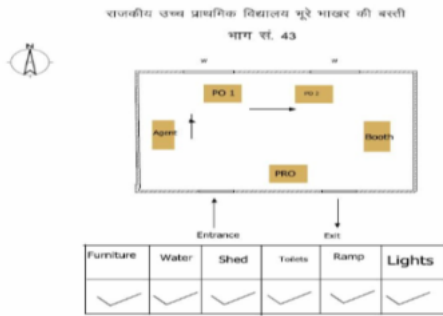 राजकीय उच्च प्राथमिक विद्यालय भूरे भाखर की बस्ती
भाग सं. 43
N
W W
PO 1 PO 2
Agent Booth
PRO
Entrance Exit
Furniture Water Shed Toilets Ramp Lights